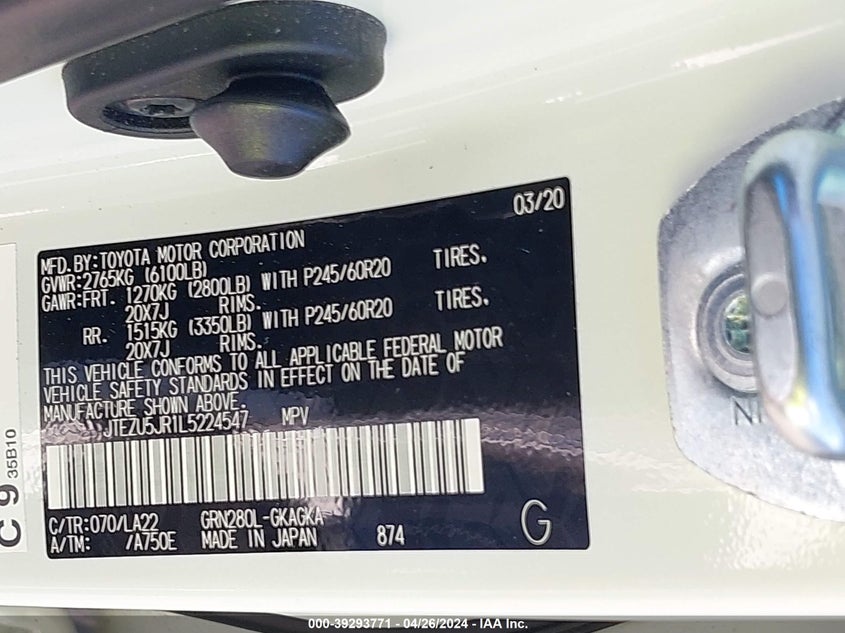 03/20
MFD.BY:TOYOTA MOTOR CORPORATION
GVWR:2765KG (6100LB)
GAWR:FRT. 1270KG (2800LB) WITH P245/60R20 TIRES.
20X7J RIMS.
RR. 1515KG (3350LB) WITH P245/60R20 TIRES.
20X7J RIMS.
THIS VEHICLE CONFORMS TO ALL APPLICABLE FEDERAL MOTOR
VEHICLE SAFETY STANDARDS IN EFFECT ON THE DATE OF
MANUFACTURE SHOWN ABOVE.
JTEZU5JR1L5224547 MPV
C/TR:070/LA22 GRN280L-GKAGKA
A/TM: /A750E MADE IN JAPAN 874
G
C 9 35B10
000-39293771 - 04/26/2024 - IAA Inc.